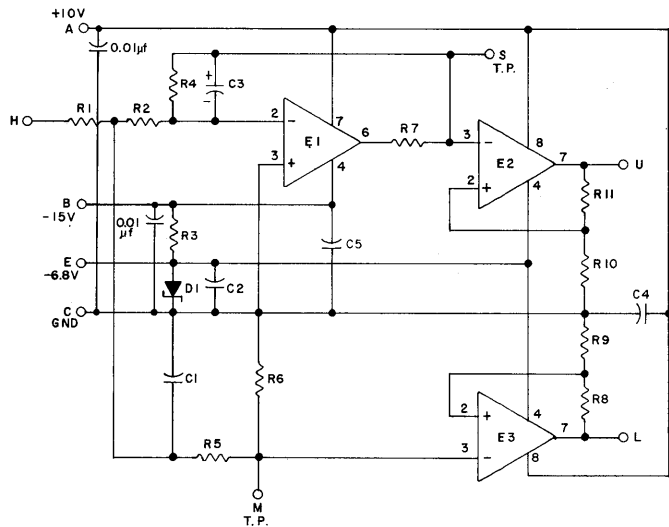 +10V
A
0.01µf
S
T.P.
R4
+
C3
-
H
R1
R2
2
-
7
E1
6
R7
3
-
8
E2
7
U
3
+
4
2
+
4
R11
B
-15V
0.01
µf
R3
C5
R10
E
-6.8V
D1
C2
C4
C
GND
R9
C1
R6
2
+
4
R8
E3
7
L
R5
3
-
8
M
T.P.